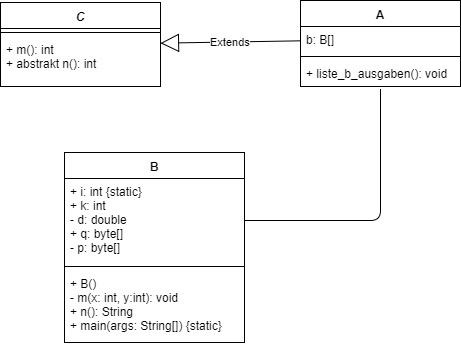 C
+ m(): int
+ abstrakt n(): int
Extends
A
b: B[]
+ liste_b_ausgaben(): void
B
+ i: int {static}
+ k: int
- d: double
+ q: byte[]
- p: byte[]
+ B()
- m(x: int, y:int): void
+ n(): String
+ main(args: String[]) {static}